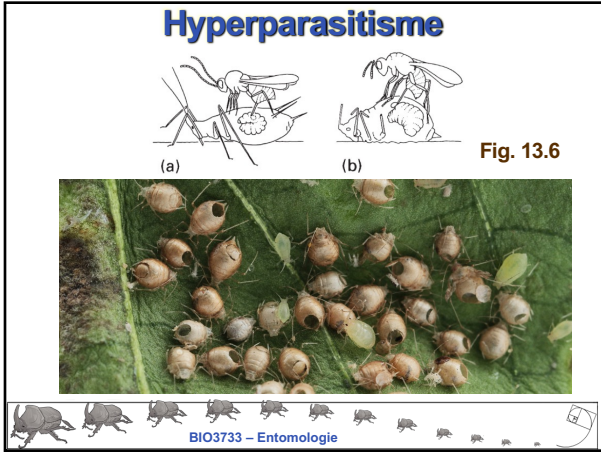 Hyperparasitisme
(a)
(b)
Fig. 13.6
BIO3733 – Entomologie